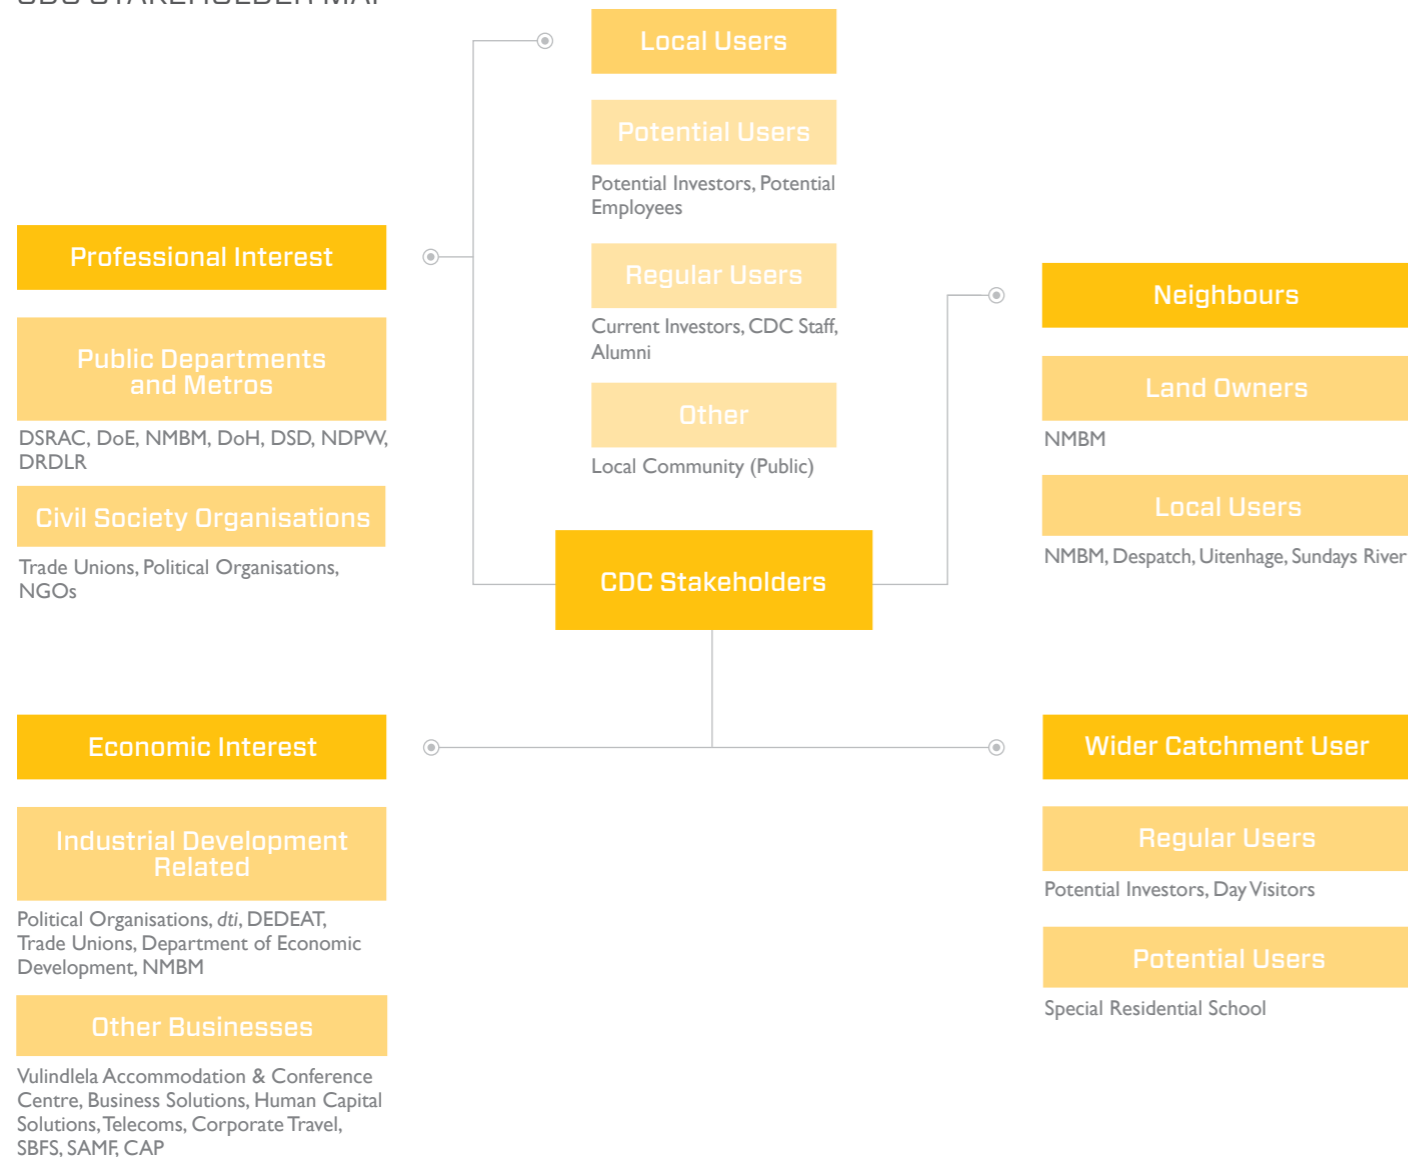 CDC STAKEHOLDER MAP
Local Users
Potential Users
Potential Investors, Potential
Employees
Regular Users
Current Investors, CDC Staff,
Alumni
Other
Local Community (Public)
Professional Interest
Public Departments
and Metros
DSRAC, DoE, NMBM, DoH, DSD, NDPW,
DRDLR
Civil Society Organisations
Trade Unions, Political Organisations,
NGOs
CDC Stakeholders
Neighbours
Land Owners
NMBM
Local Users
NMBM, Despatch, Uitenhage, Sundays River
Economic Interest
Industrial Development
Related
Political Organisations, dti, DEDEAT,
Trade Unions, Department of Economic
Development, NMBM
Other Businesses
Vulindlela Accommodation & Conference
Centre, Business Solutions, Human Capital
Solutions, Telecoms, Corporate Travel,
SBFS, SAMF, CAP
Wider Catchment User
Regular Users
Potential Investors, Day Visitors
Potential Users
Special Residential School